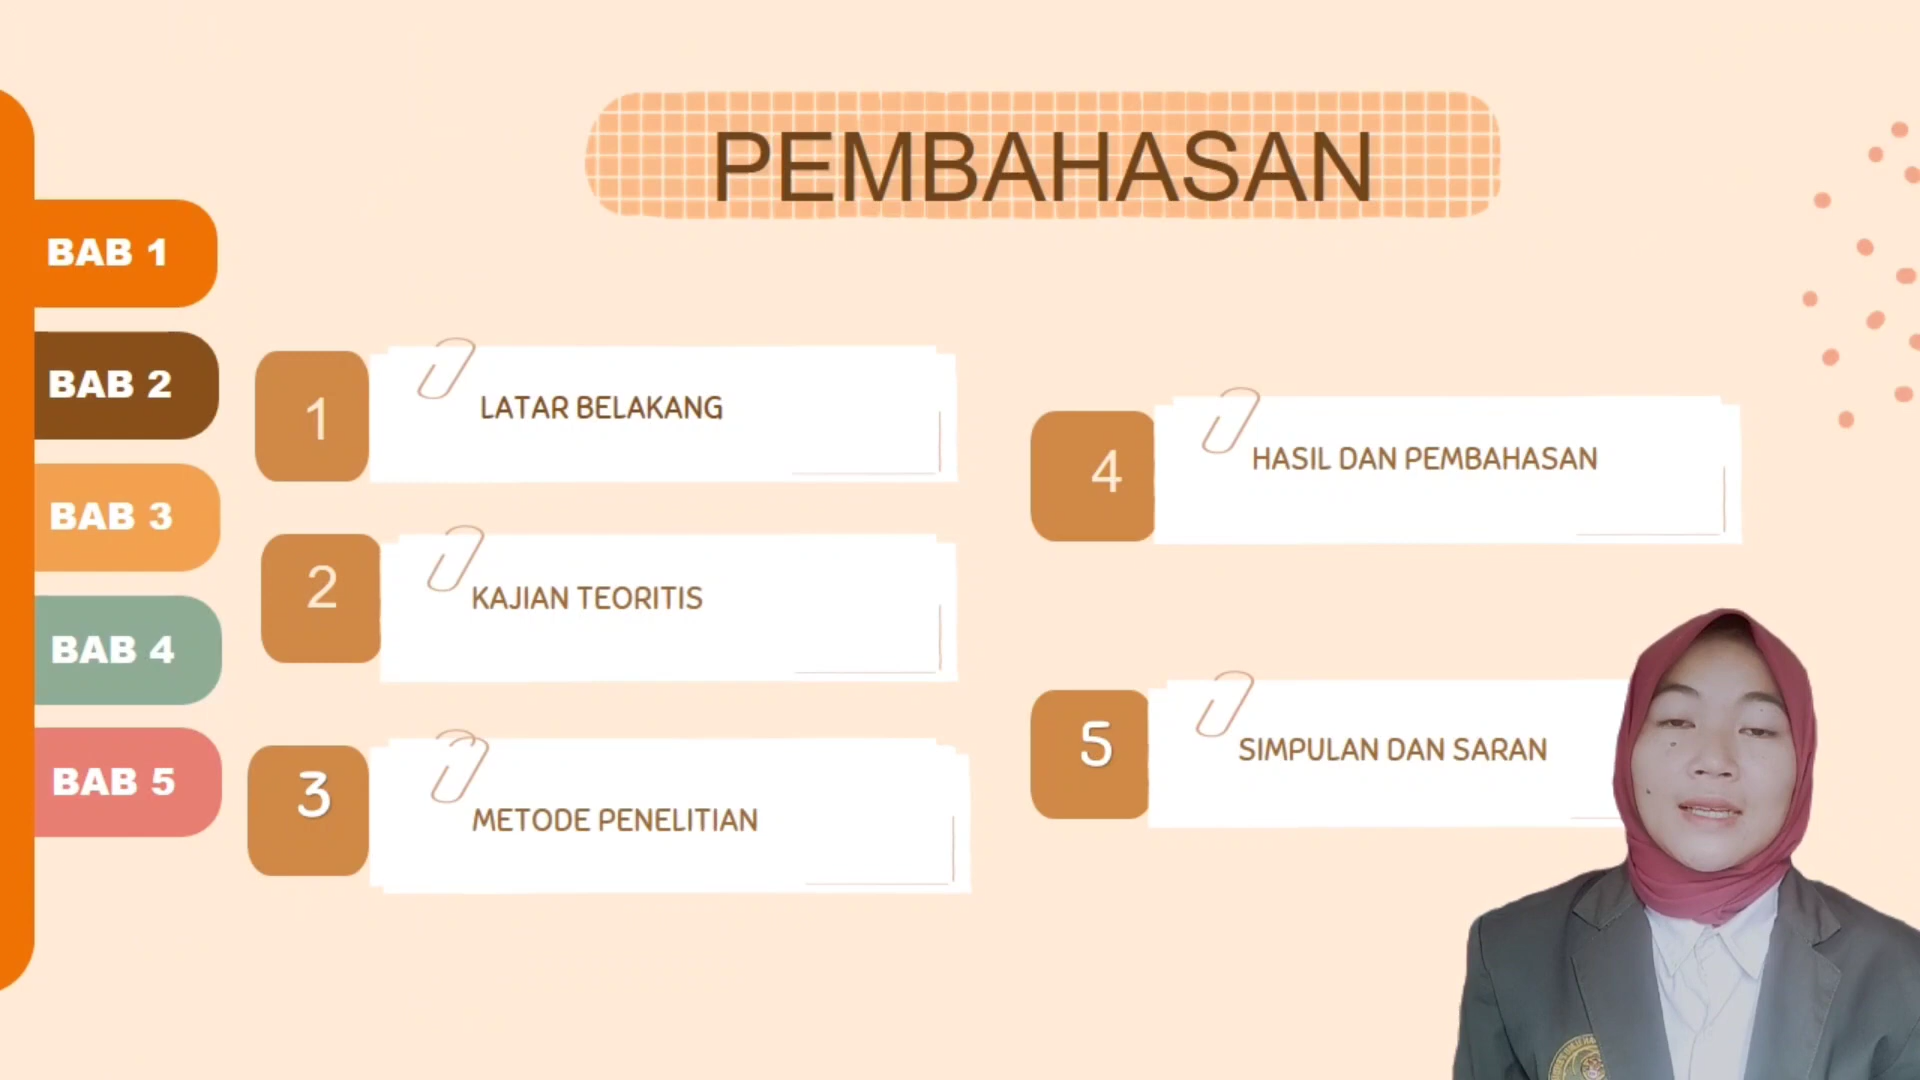 PEMBAHASAN
BAB 1
BAB 2
BAB 3
BAB 4
BAB 5
1
LATAR BELAKANG
2
KAJIAN TEORITIS
3
METODE PENELITIAN
4
HASIL DAN PEMBAHASAN
5
SIMPULAN DAN SARAN